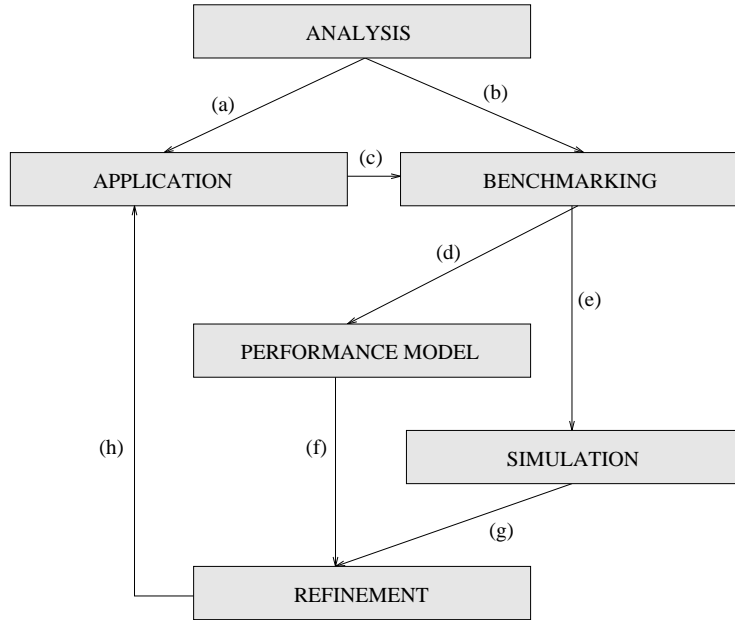 ANALYSIS
(a)
(b)
(c)
APPLICATION
BENCHMARKING
(d)
(e)
PERFORMANCE MODEL
(h)
(f)
SIMULATION
(g)
REFINEMENT